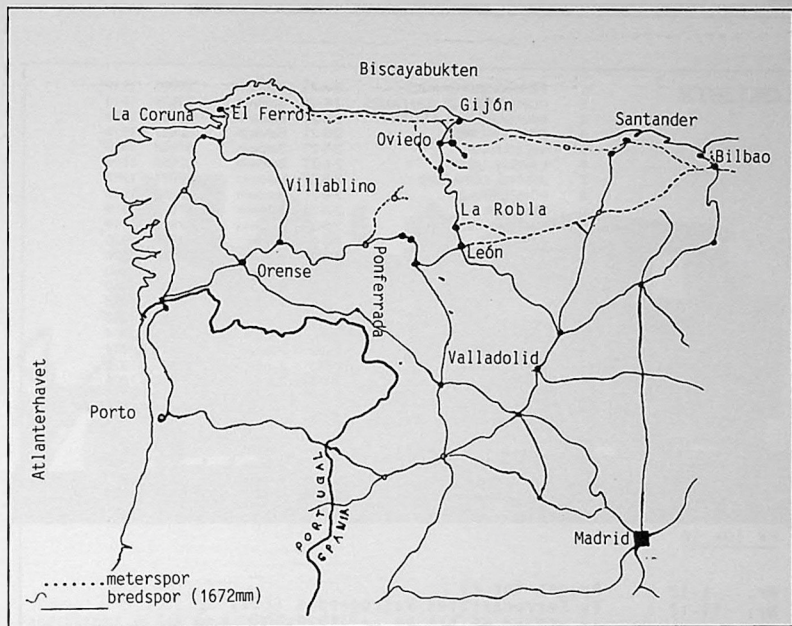 Biscayabukten
La Coruna
El Ferrol
Gijón
Santander
Oviedo
Bilbao
Villablino
La Robla
León
Orense
Ponferrada
Valladolid
Atlanterhavet
Porto
PORTUGAL
SPANIA
Madrid
meterspor
bredspor (1672mm)